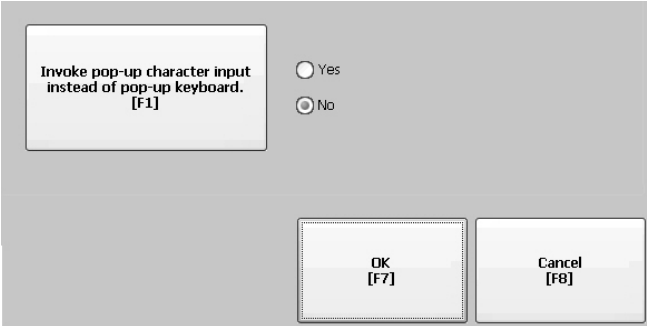 Invoke pop-up character input
instead of pop-up keyboard.
[F1]
Yes
No
OK
[F7]
Cancel
[F8]